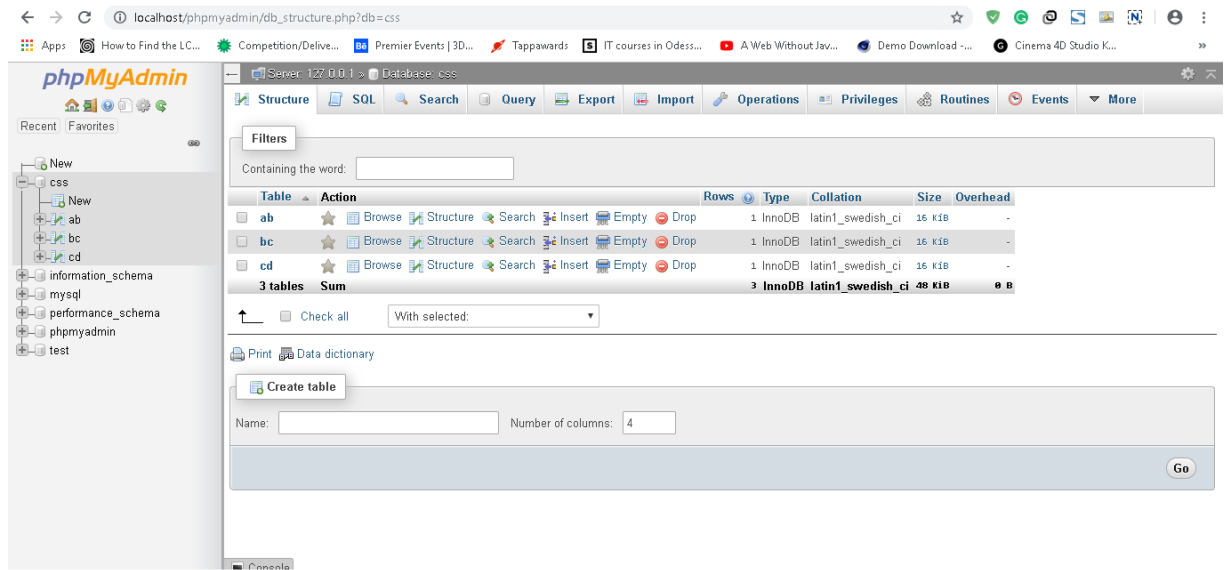 localhost/phpmyadmin/db_structure.php?db=css
Apps How to Find the LC... Competition/Delive... Bē Premier Events | 3D... Tappawards S IT courses in Odess... A Web Without Jav... Demo Download -... G Cinema 4D Studio K... »
phpMyAdmin
Recent Favorites
New
css
New
ab
bc
cd
information_schema
mysql
performance_schema
phpmyadmin
test
Server: 127.0.0.1 » Database: css
Structure SQL Search Query Export Import Operations Privileges Routines Events More
Filters
Containing the word:
Table Action Rows Type Collation Size Overhead
ab Browse Structure Search Insert Empty Drop 1 InnoDB latin1_swedish_ci 16 KiB -
bc Browse Structure Search Insert Empty Drop 1 InnoDB latin1_swedish_ci 16 KiB -
cd Browse Structure Search Insert Empty Drop 1 InnoDB latin1_swedish_ci 16 KiB -
3 tables Sum 3 InnoDB latin1_swedish_ci 48 KiB 0 B
Check all With selected:
Print Data dictionary
Create table
Name: Number of columns: 4
Go
Console